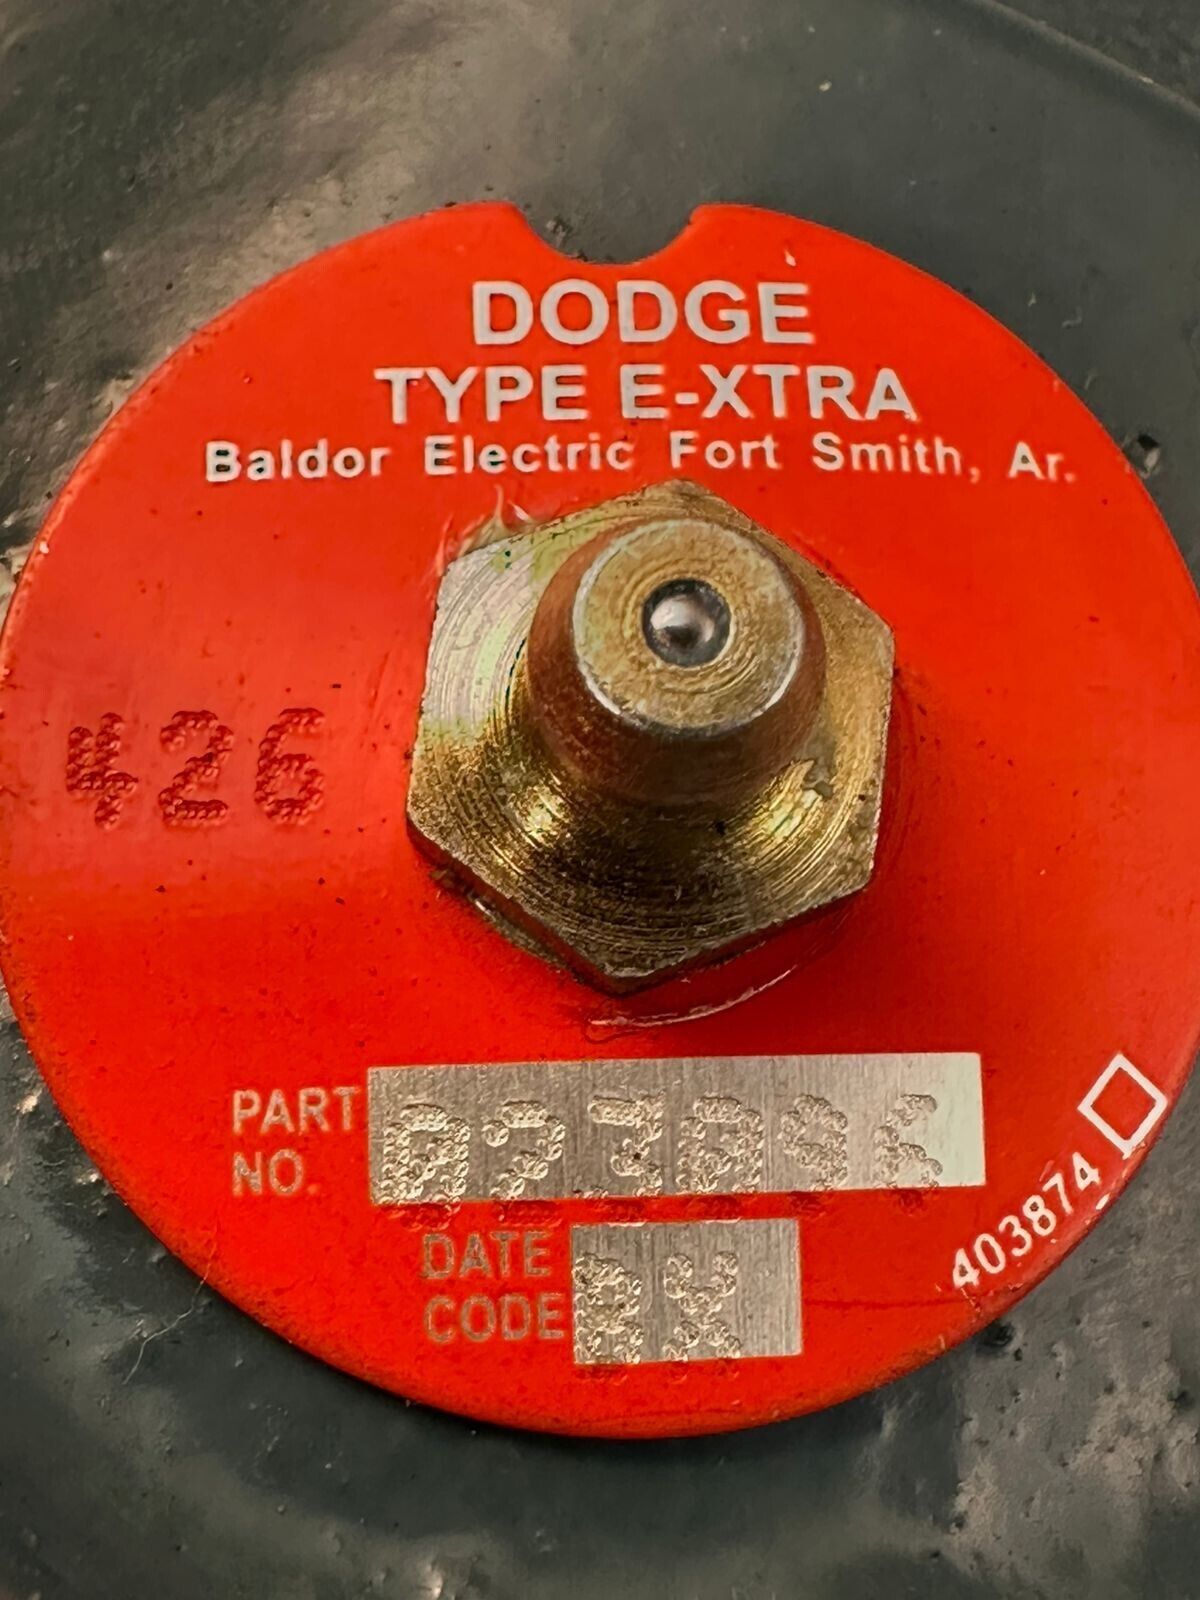 DODGE
TYPE E-XTRA
Baldor Electric Fort Smith, Ar.
426
PART
NO.
DATE
CODE
403874